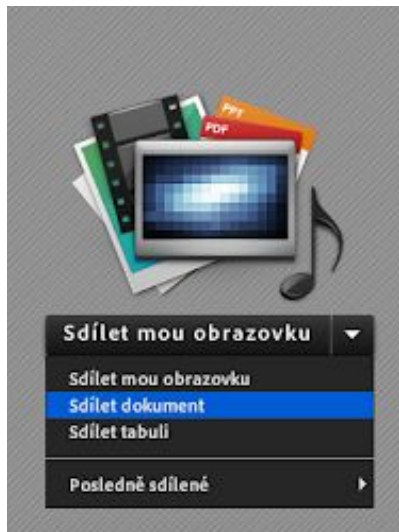 PPT
PDF
Sdílet mou obrazovku
Sdílet mou obrazovku
Sdílet dokument
Sdílet tabuli
Posledně sdílené